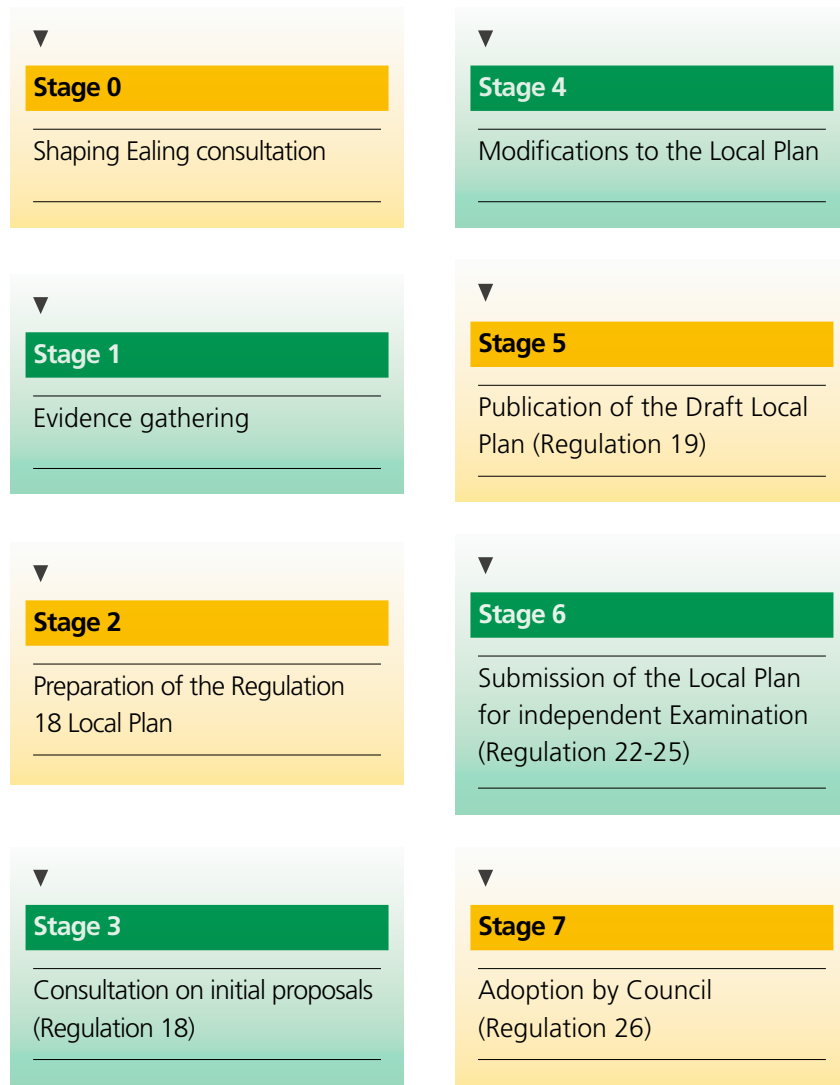 Stage 0
Shaping Ealing consultation
Stage 1
Evidence gathering
Stage 2
Preparation of the Regulation
18 Local Plan
Stage 3
Consultation on initial proposals
(Regulation 18)
Stage 4
Modifications to the Local Plan
Stage 5
Publication of the Draft Local
Plan (Regulation 19)
Stage 6
Submission of the Local Plan
for independent Examination
(Regulation 22-25)
Stage 7
Adoption by Council
(Regulation 26)